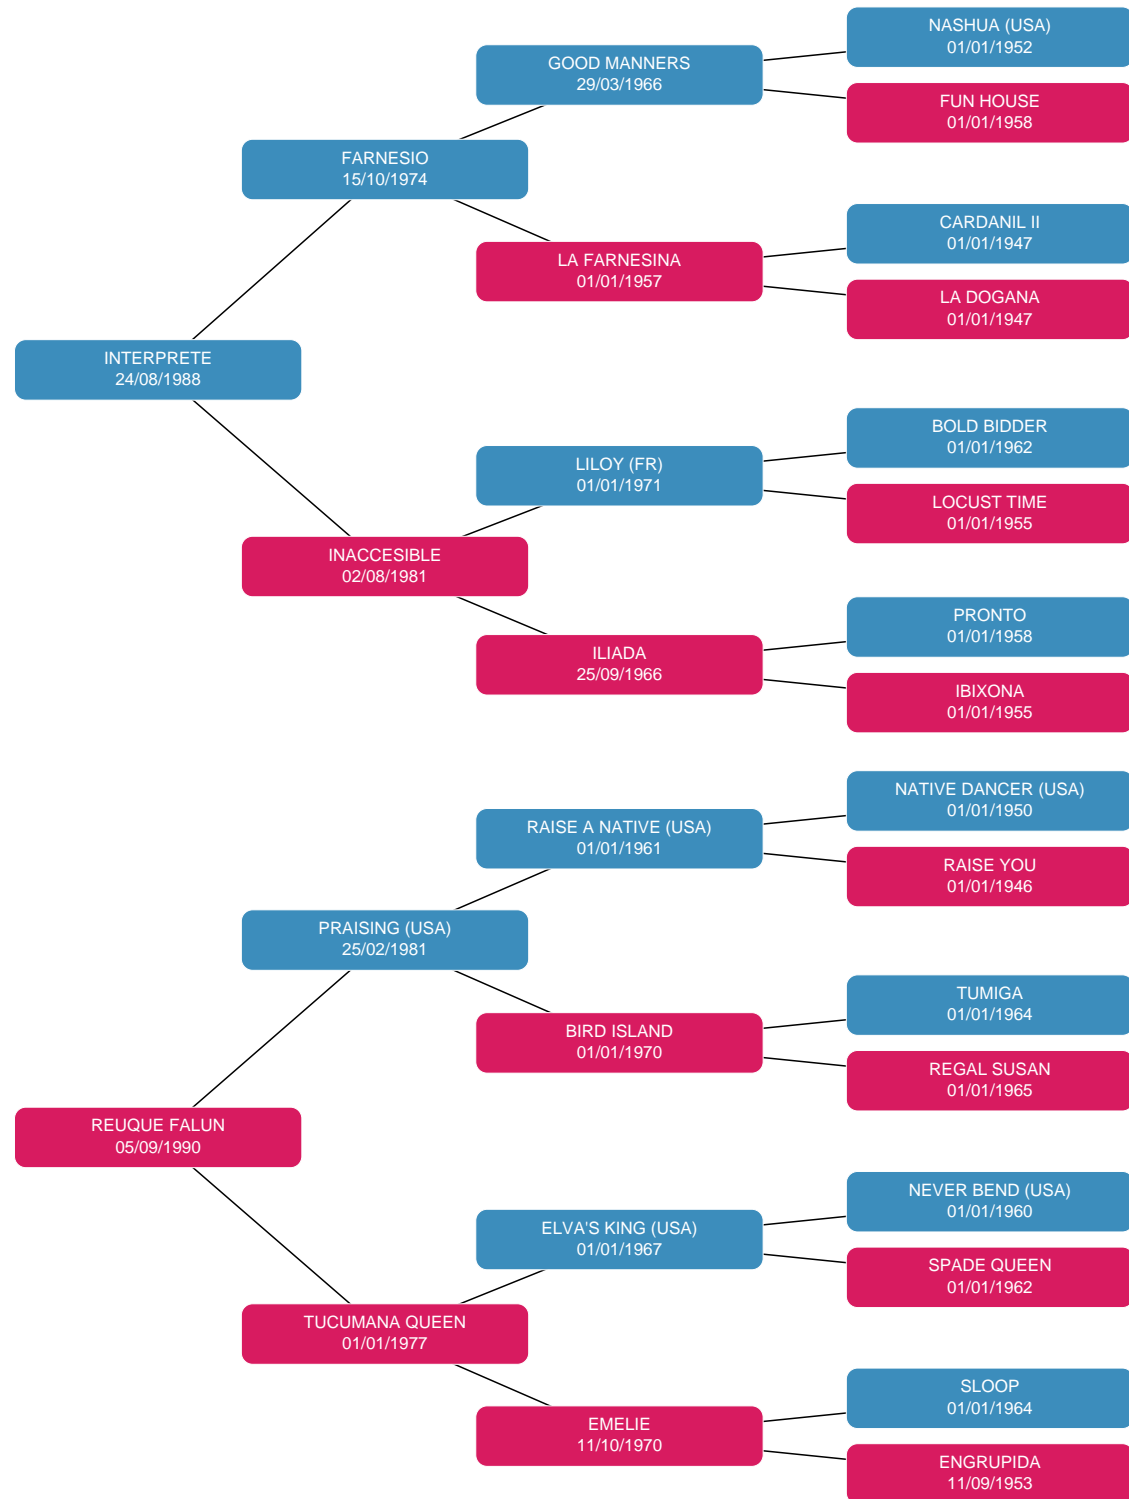 NASHUA (USA)
01/01/1952
GOOD MANNERS
29/03/1966
FUN HOUSE
01/01/1958
FARNESIO
15/10/1974
CARDANIL II
01/01/1947
LA FARNESINA
01/01/1957
LA DOGANA
01/01/1947
INTERPRETE
24/08/1988
BOLD BIDDER
01/01/1962
LILOY (FR)
01/01/1971
LOCUST TIME
01/01/1955
INACCESIBLE
02/08/1981
PRONTO
01/01/1958
ILIADA
25/09/1966
IBIXONA
01/01/1955
NATIVE DANCER (USA)
01/01/1950
RAISE A NATIVE (USA)
01/01/1961
RAISE YOU
01/01/1946
PRAISING (USA)
25/02/1981
TUMIGA
01/01/1964
BIRD ISLAND
01/01/1970
REGAL SUSAN
01/01/1965
REUQUE FALUN
05/09/1990
NEVER BEND (USA)
01/01/1960
ELVA'S KING (USA)
01/01/1967
SPADE QUEEN
01/01/1962
TUCUMANA QUEEN
01/01/1977
SLOOP
01/01/1964
EMELIE
11/10/1970
ENGRUPIDA
11/09/1953